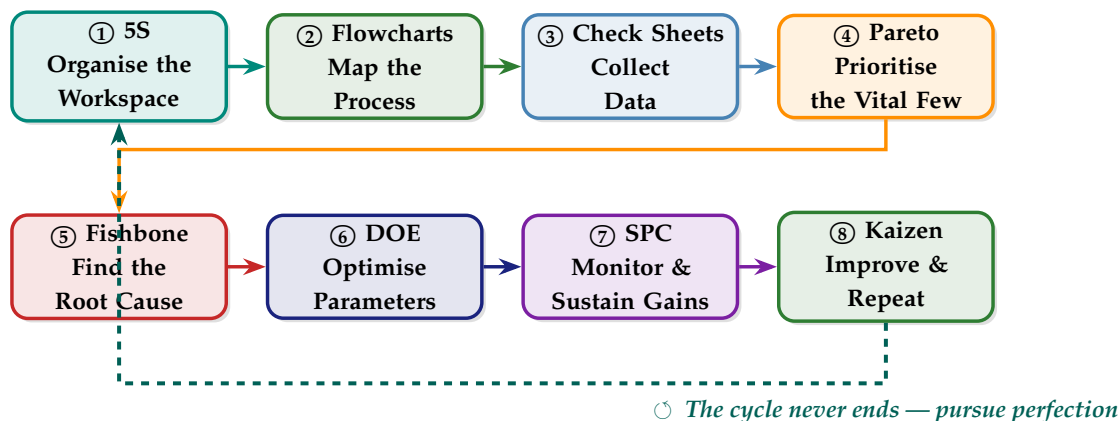 ① 5S
Organise the
Workspace
② Flowcharts
Map the
Process
③ Check Sheets
Collect
Data
④ Pareto
Prioritise
the Vital Few
⑤ Fishbone
Find the
Root Cause
⑥ DOE
Optimise
Parameters
⑦ SPC
Monitor &
Sustain Gains
⑧ Kaizen
Improve &
Repeat
The cycle never ends — pursue perfection